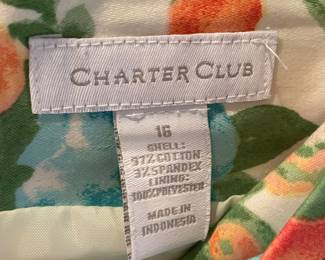 CHARTER CLUB
16
SHELL:
97% COTTON
3% SPANDEX
LINING:
100% POLYESTER
MADE IN
INDONESIA